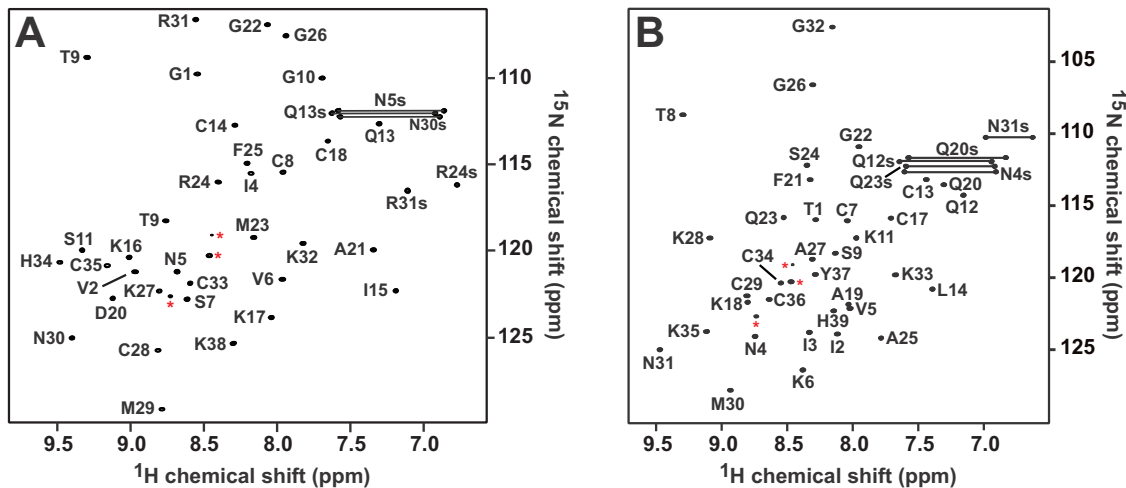 A
R31
G22
G26
T9
G1
G10
110
N5s
Q13s
N30s
C14
Q13
F25
C18
C8
115
I4
R24s
R24
R31s
T9
M23
*
S11
K16
H34
*
K32
A21
120
C35
N5
V2
C33
V6
K27
S7
I15
D20
*
K17
N30
K38
125
C28
M29
9.5 9.0 8.5 8.0 7.5 7.0
1H chemical shift (ppm)
15N chemical shift (ppm)
B
G32
105
G26
T8
110
N31s
G22
Q20s
S24
Q12s
N4s
F21
Q23s
C13
Q20
115
Q12
Q23
T1
C7
C17
K28
K11
C34
A27
S9
*
Y37
K33
120
C29
*
L14
K18
C36
A19
V5
*
H39
K35
A25
N4
I3
I2
125
N31
K6
M30
9.5 9.0 8.5 8.0 7.5 7.0
1H chemical shift (ppm)
15N chemical shift (ppm)